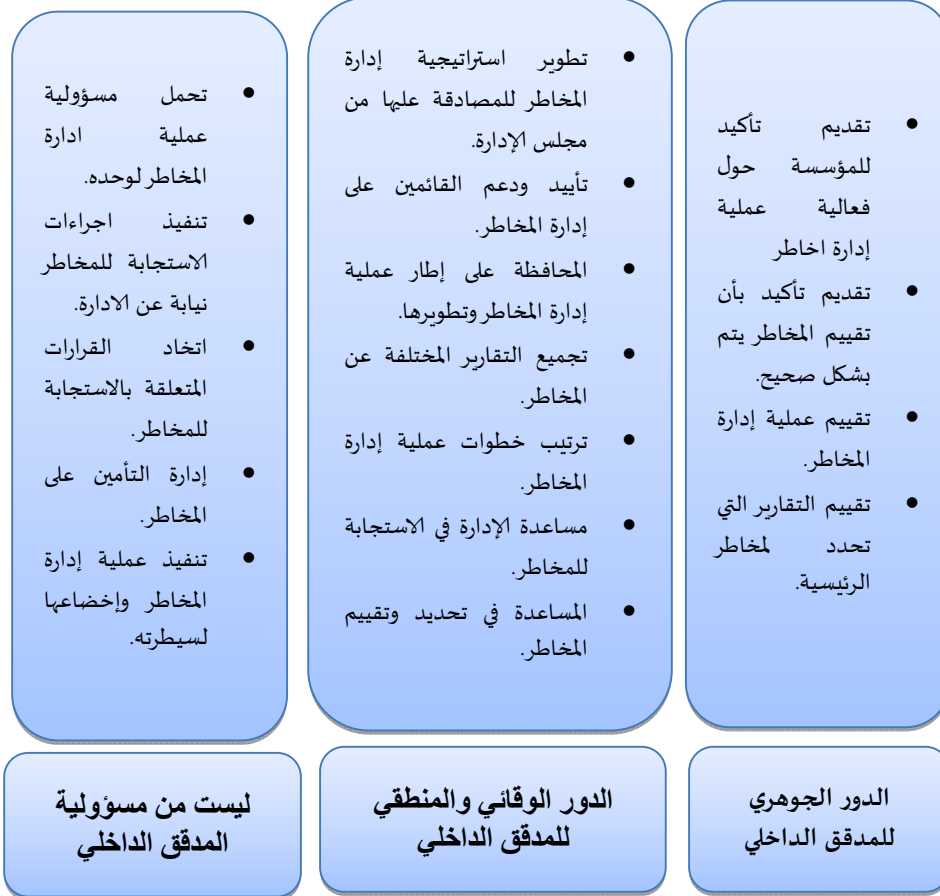 • تقديم تأكيد
للمؤسسة حول
فعالية عملية
إدارة اخاطر
• تقديم تأكيد بأن
تقييم المخاطر يتم
بشكل صحيح.
• تقييم عملية إدارة
المخاطر.
• تقييم التقارير التي
تحدد لمخاطر
الرئيسية.
الدور الجوهري
للمدقق الداخلي
• تطوير استراتيجية إدارة
المخاطر للمصادقة عليها من
مجلس الإدارة.
• تأييد ودعم القائمين على
إدارة المخاطر.
• المحافظة على إطار عملية
إدارة المخاطر وتطويرها.
• تجميع التقارير المختلفة عن
المخاطر.
• ترتيب خطوات عملية إدارة
المخاطر.
• مساعدة الإدارة في الاستجابة
للمخاطر.
• المساعدة في تحديد وتقييم
المخاطر.
الدور الوقائي والمنطقي
للمدقق الداخلي
• تحمل مسؤولية
عملية ادارة
المخاطر لوحده.
• تنفيذ اجراءات
الاستجابة للمخاطر
نيابة عن الادارة.
• اتخاد القرارات
المتعلقة بالاستجابة
للمخاطر.
• إدارة التأمين على
المخاطر.
• تنفيذ عملية إدارة
المخاطر وإخضاعها
لسيطرته.
ليست من مسؤولية
المدقق الداخلي